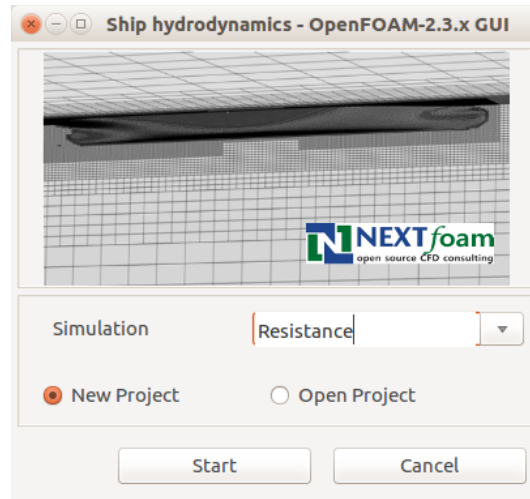 Ship hydrodynamics - OpenFOAM-2.3.x GUI
NEXTfoam
open source CFD consulting
Simulation
Resistance
New Project
Open Project
Start
Cancel